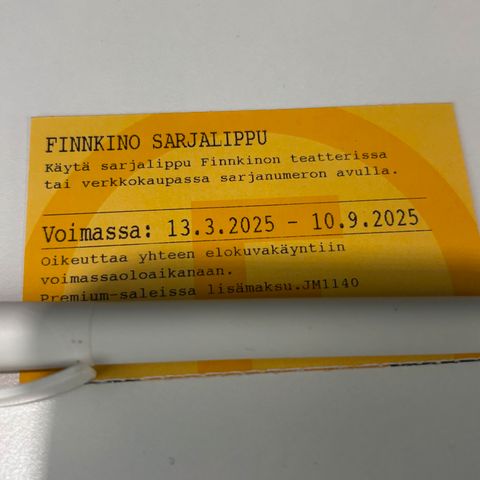 FINNKINO SARJALIPPU
Käytä sarjalippu Finnkinon teatterissa
tai verkkokaupassa sarjanumeron avulla.
Voimassa: 13.3.2025 - 10.9.2025
Oikeuttaa yhteen elokuvakäyntiin
voimassaoloaikanaan.
Premium-saleissa lisämaksu.JM1140